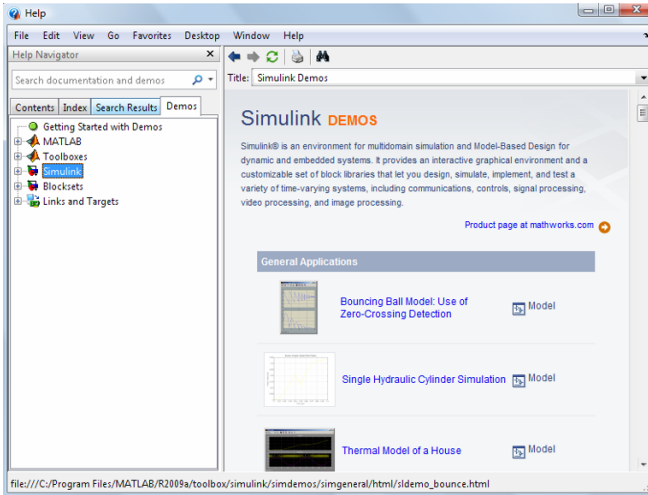 Help
File Edit View Go Favorites Desktop Window Help
Help Navigator
Search documentation and demos
Contents Index Search Results Demos
Getting Started with Demos
MATLAB
Toolboxes
Simulink
Blocksets
Links and Targets
Title: Simulink Demos
Simulink DEMOS
Simulink® is an environment for multidomain simulation and Model-Based Design for
dynamic and embedded systems. It provides an interactive graphical environment and a
customizable set of block libraries that let you design, simulate, implement, and test a
variety of time-varying systems, including communications, controls, signal processing,
video processing, and image processing.
Product page at mathworks.com
General Applications
Bouncing Ball Model: Use of
Zero-Crossing Detection
Model
Single Hydraulic Cylinder Simulation
Model
Thermal Model of a House
Model
file:///C:/Program Files/MATLAB/R2009a/toolbox/simulink/simdemos/simgeneral/html/sldemo_bounce.html